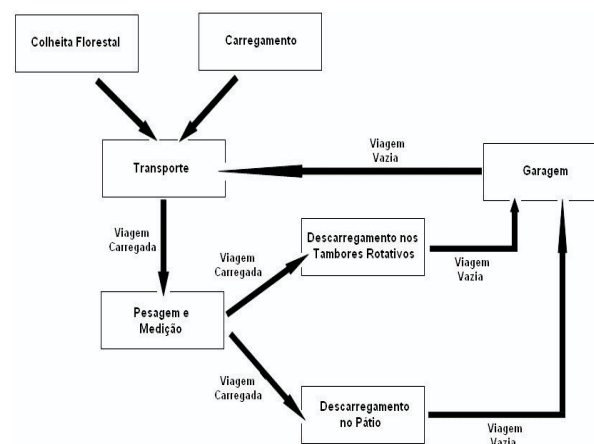 Colheita Florestal
Carregamento
Viagem
Vazia
Transporte
Garagem
Viagem
Carregada
Viagem
Carregada
Descarregamento nos
Tambores Rotativos
Viagem
Vazia
Pesagem e
Medição
Viagem
Carregada
Descarregamento
no Pátio
Viagem
Vazia